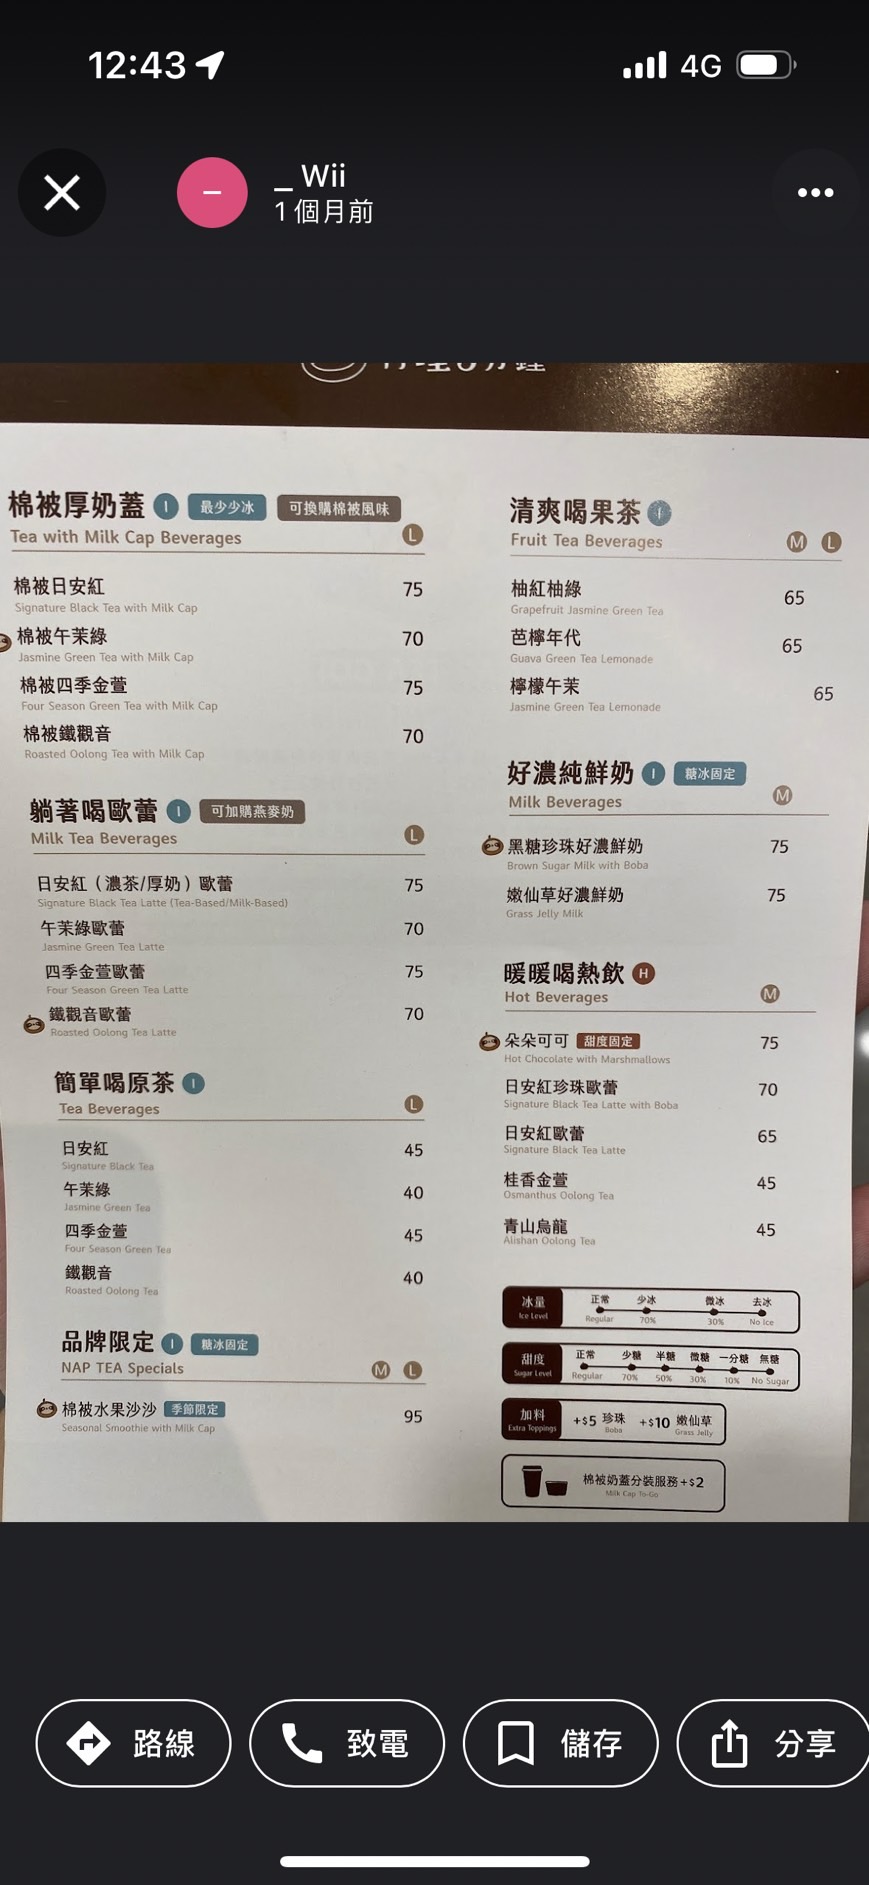 12:43
4G
_ Wii
1 個月前
棉被厚奶蓋 I 最少少冰 可換購棉被風味
Tea with Milk Cap Beverages L
棉被日安紅 75
Signature Black Tea with Milk Cap
棉被午茉綠 70
Jasmine Green Tea with Milk Cap
棉被四季金萱 75
Four Season Green Tea with Milk Cap
棉被鐵觀音 70
Roasted Oolong Tea with Milk Cap
躺著喝歐蕾 I 可加購燕麥奶
Milk Tea Beverages L
日安紅（濃茶/厚奶）歐蕾 75
Signature Black Tea Latte (Tea-Based/Milk-Based)
午茉綠歐蕾 70
Jasmine Green Tea Latte
四季金萱歐蕾 75
Four Season Green Tea Latte
鐵觀音歐蕾 70
Roasted Oolong Tea Latte
簡單喝原茶 I
Tea Beverages L
日安紅 45
Signature Black Tea
午茉綠 40
Jasmine Green Tea
四季金萱 45
Four Season Green Tea
鐵觀音 40
Roasted Oolong Tea
品牌限定 I 糖冰固定
NAP TEA Specials M L
棉被水果沙沙 季節限定 95
Seasonal Smoothie with Milk Cap
清爽喝果茶 I
Fruit Tea Beverages M L
柚紅柚綠 65
Grapefruit Jasmine Green Tea
芭檸年代 65
Guava Green Tea Lemonade
檸檬午茉 65
Jasmine Green Tea Lemonade
好濃純鮮奶 I 糖冰固定
Milk Beverages M
黑糖珍珠好濃鮮奶 75
Brown Sugar Milk with Boba
嫩仙草好濃鮮奶 75
Grass Jelly Milk
暖暖喝熱飲 H
Hot Beverages M
朵朵可可 甜度固定 75
Hot Chocolate with Marshmallows
日安紅珍珠歐蕾 70
Signature Black Tea Latte with Boba
日安紅歐蕾 65
Signature Black Tea Latte
桂香金萱 45
Osmanthus Oolong Tea
青山烏龍 45
Alishan Oolong Tea
冰量 正常 少冰 微冰 去冰
Ice Level Regular 70% 30% No Ice
甜度 正常 少糖 半糖 微糖 一分糖 無糖
Sugar Level Regular 70% 50% 30% 10% No Sugar
加料 +$5 珍珠 +$10 嫩仙草
Extra Toppings Boba Grass Jelly
棉被奶蓋分裝服務+$2
Milk Cap To-Go
路線 致電 儲存 分享